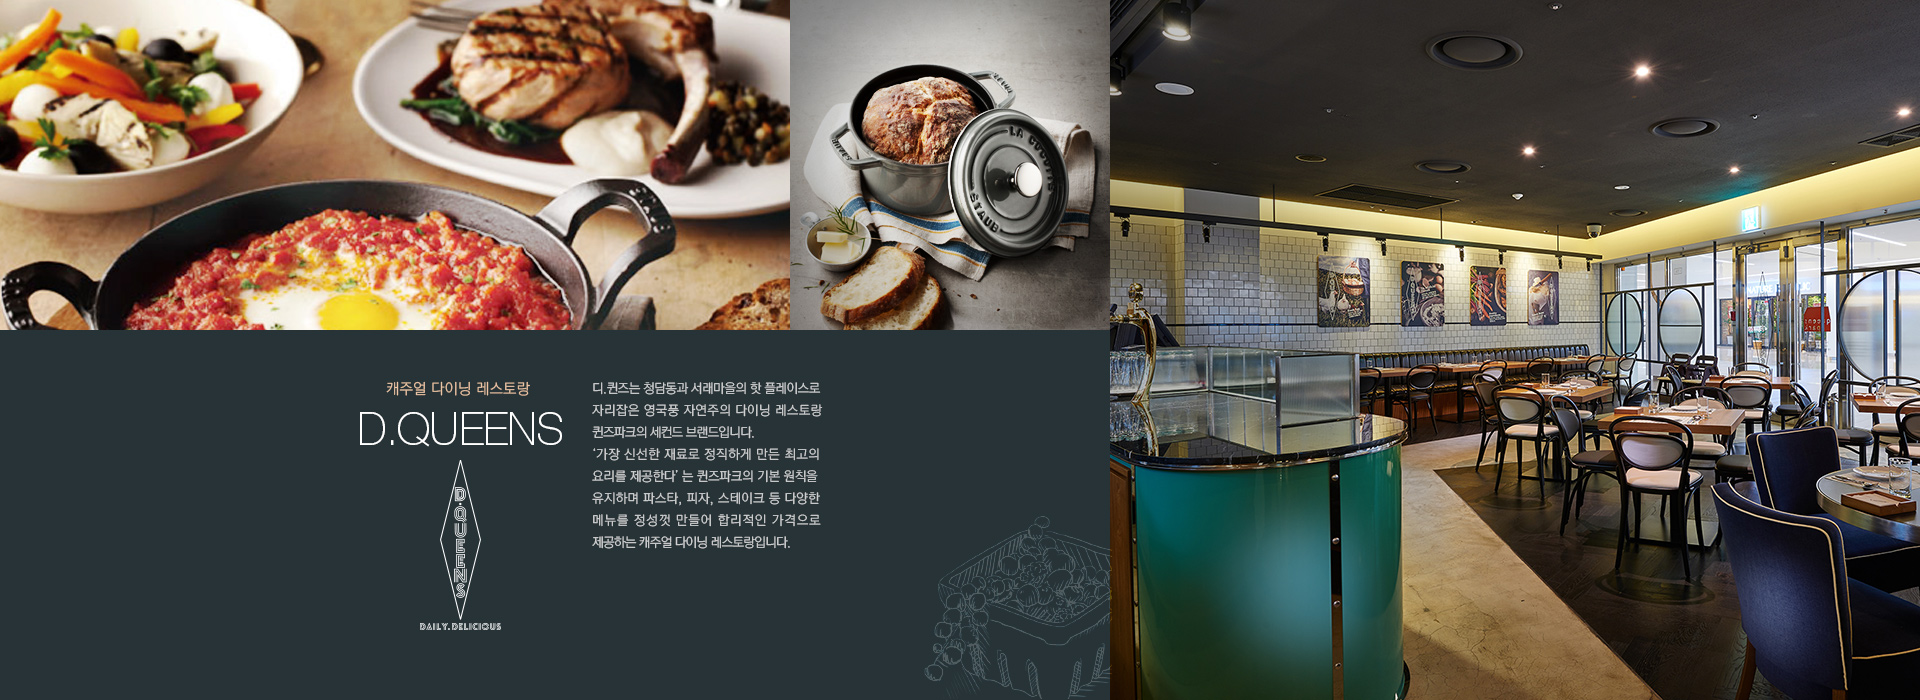 LA COCOTTE
STAUB
캐주얼 다이닝 레스토랑
D.QUEENS
D.QUEENS
DAILY.DELICIOUS
디.퀸즈는 청담동과 서래마을의 핫 플레이스로
자리잡은 영국풍 자연주의 다이닝 레스토랑
퀸즈파크의 세컨드 브랜드입니다.
‘가장 신선한 재료로 정직하게 만든 최고의
요리를 제공한다’ 는 퀸즈파크의 기본 원칙을
유지하며 파스타, 피자, 스테이크 등 다양한
메뉴를 정성껏 만들어 합리적인 가격으로
제공하는 캐주얼 다이닝 레스토랑입니다.